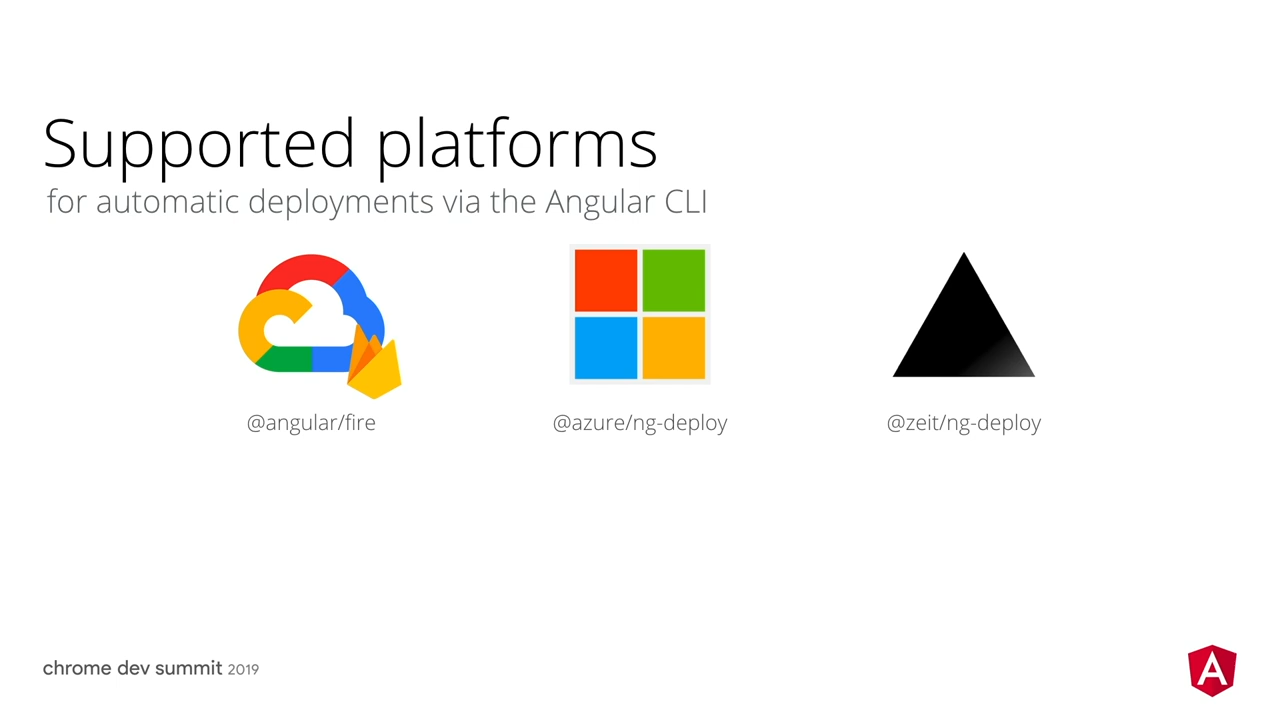 Supported platforms
for automatic deployments via the Angular CLI
@angular/fire
@azure/ng-deploy
@zeit/ng-deploy
chrome dev summit 2019
A